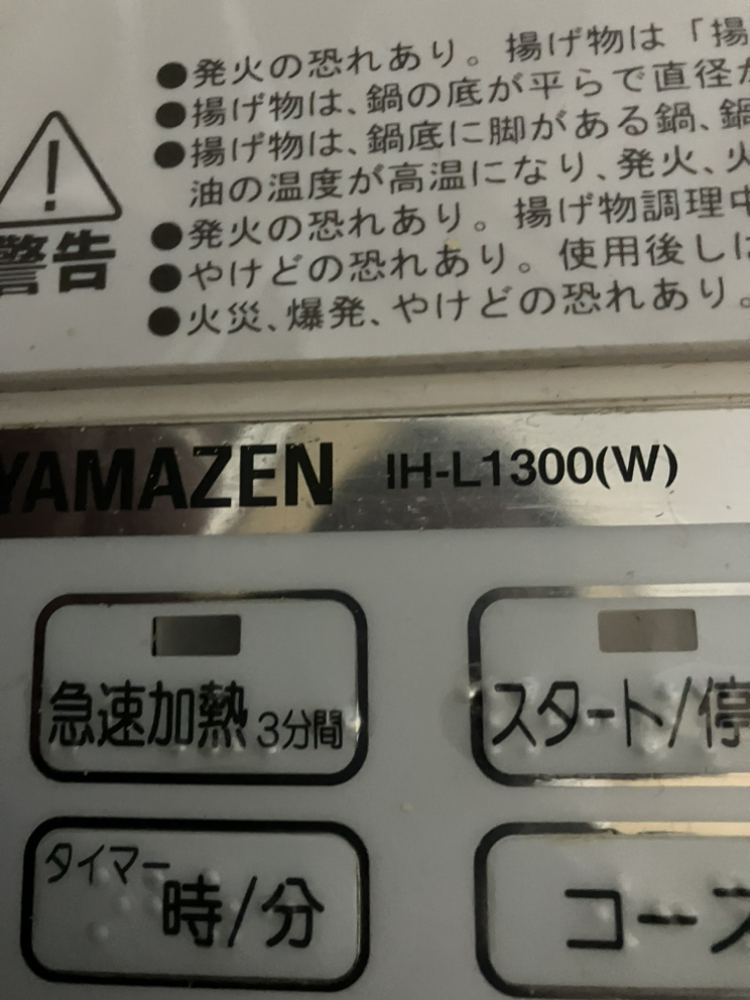 ●発火の恐れあり。揚げ物は「揚
●揚げ物は、鍋の底が平らで直径が
●揚げ物は、鍋底に脚がある鍋、鍋
油の温度が高温になり、発火、火
●発火の恐れあり。揚げ物調理中
●やけどの恐れあり。使用後しば
●火災、爆発、やけどの恐れあり。
警告
YAMAZEN IH-L1300(W)
急速加熱 3分間
スタート/停
タイマー
時/分
コース